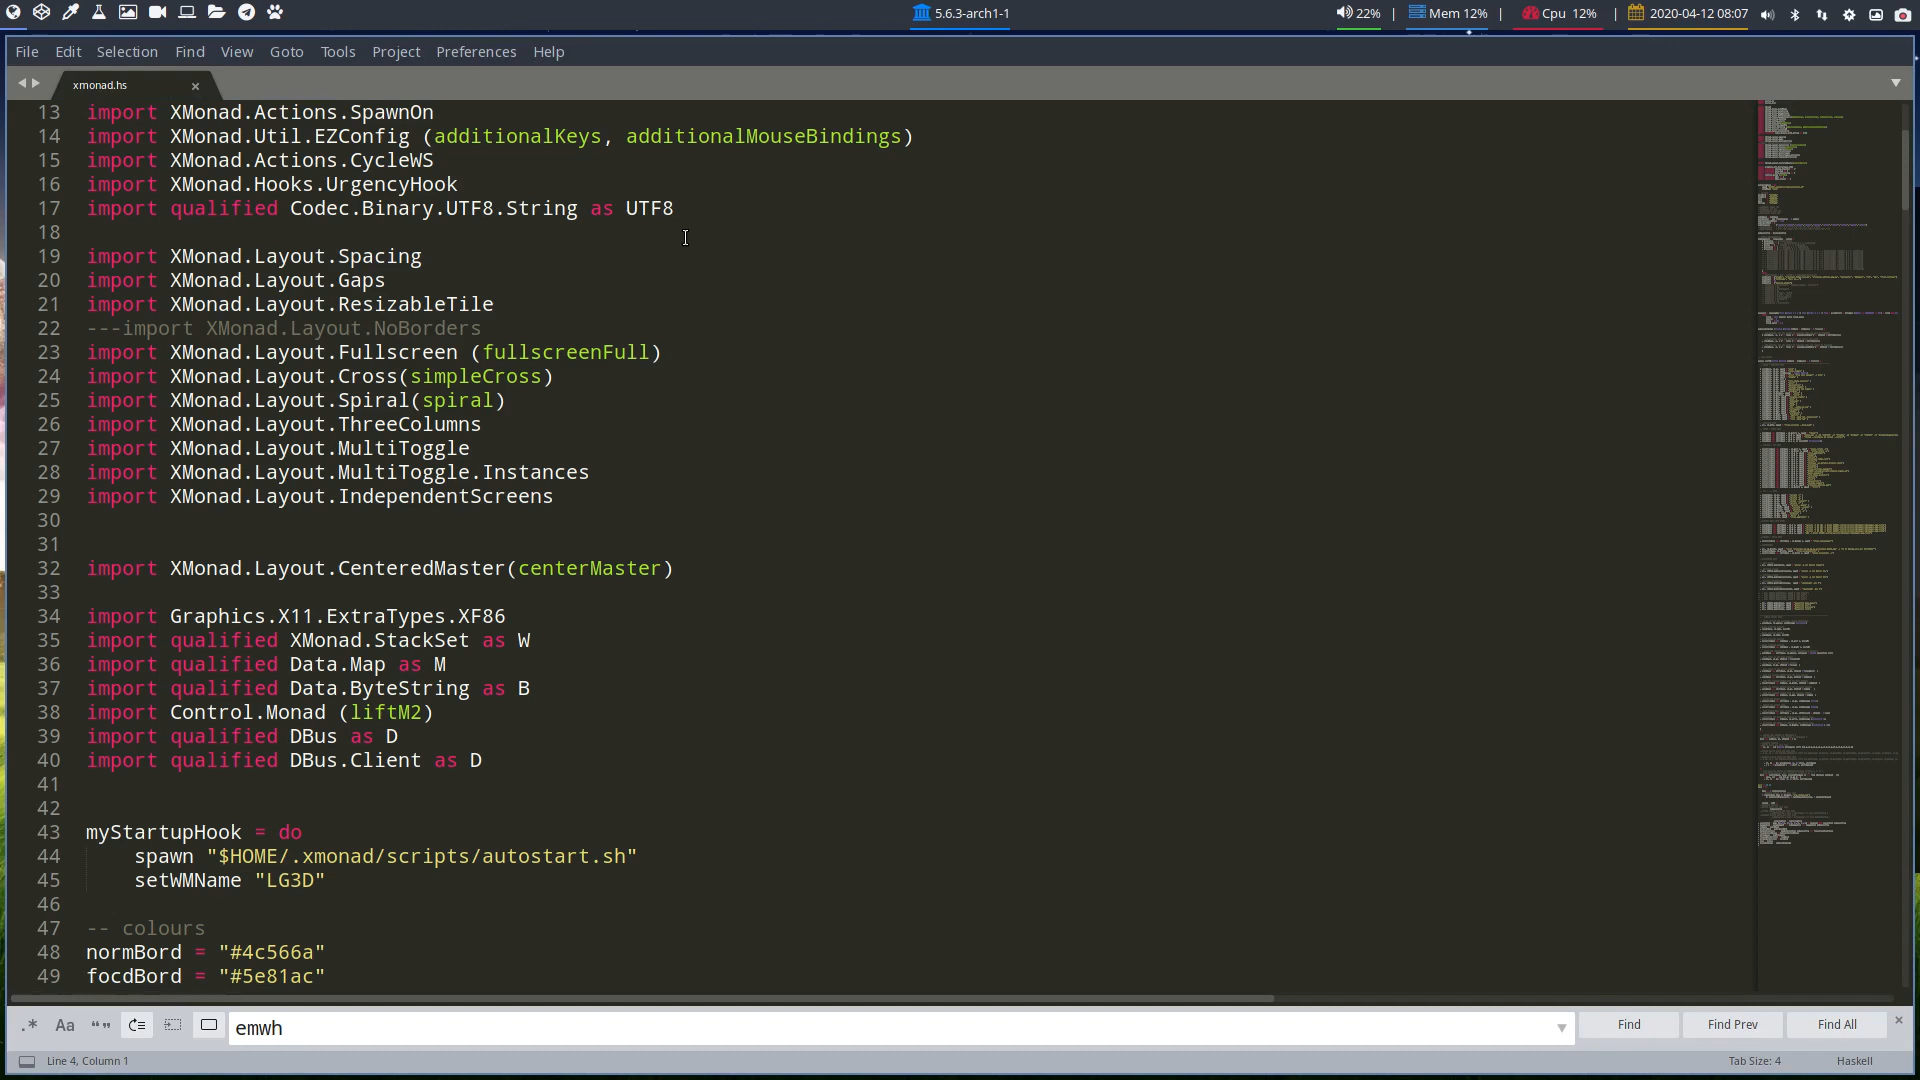 5.6.3-arch1-1
22% | Mem 12% | Cpu 12% | 2020-04-12 08:07
File Edit Selection Find View Goto Tools Project Preferences Help
xmonad.hs ×
13 import XMonad.Actions.SpawnOn
14 import XMonad.Util.EZConfig (additionalKeys, additionalMouseBindings)
15 import XMonad.Actions.CycleWS
16 import XMonad.Hooks.UrgencyHook
17 import qualified Codec.Binary.UTF8.String as UTF8
18
19 import XMonad.Layout.Spacing
20 import XMonad.Layout.Gaps
21 import XMonad.Layout.ResizableTile
22 ---import XMonad.Layout.NoBorders
23 import XMonad.Layout.Fullscreen (fullscreenFull)
24 import XMonad.Layout.Cross(simpleCross)
25 import XMonad.Layout.Spiral(spiral)
26 import XMonad.Layout.ThreeColumns
27 import XMonad.Layout.MultiToggle
28 import XMonad.Layout.MultiToggle.Instances
29 import XMonad.Layout.IndependentScreens
30
31
32 import XMonad.Layout.CenteredMaster(centerMaster)
33
34 import Graphics.X11.ExtraTypes.XF86
35 import qualified XMonad.StackSet as W
36 import qualified Data.Map as M
37 import qualified Data.ByteString as B
38 import Control.Monad (liftM2)
39 import qualified DBus as D
40 import qualified DBus.Client as D
41
42
43 myStartupHook = do
44     spawn "$HOME/.xmonad/scripts/autostart.sh"
45     setWMName "LG3D"
46
47 -- colours
48 normBord = "#4c566a"
49 focdBord = "#5e81ac"
.* Aa “” emwh Find Find Prev Find All ×
Line 4, Column 1 Tab Size: 4 Haskell